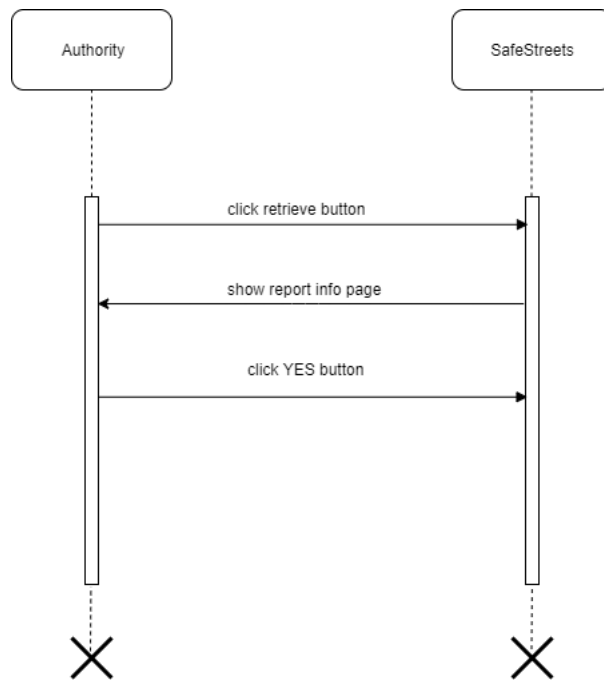 Authority
SafeStreets
click retrieve button
show report info page
click YES button